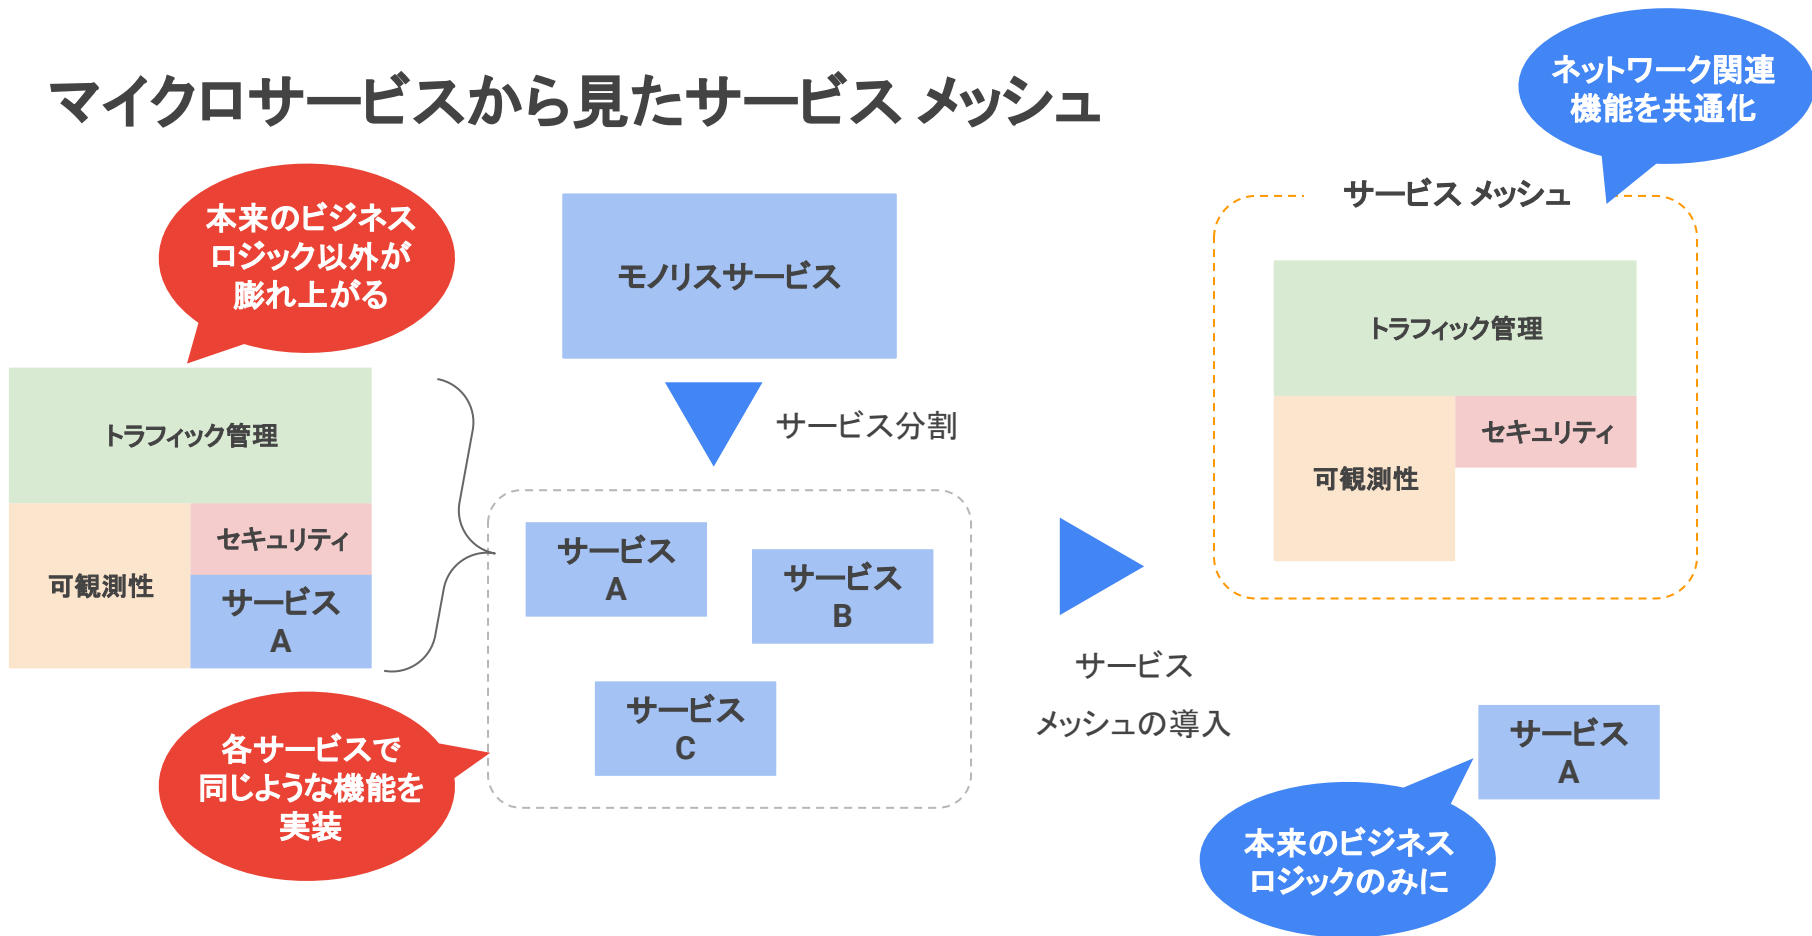 マイクロサービスから見たサービス メッシュ
ネットワーク関連
機能を共通化
本来のビジネス
ロジック以外が
膨れ上がる
モノリスサービス
サービス分割
トラフィック管理
可観測性
セキュリティ
サービス
A
サービス
A
サービス
B
サービス
C
各サービスで
同じような機能を
実装
サービス
メッシュの導入
サービス メッシュ
トラフィック管理
可観測性
セキュリティ
サービス
A
本来のビジネス
ロジックのみに